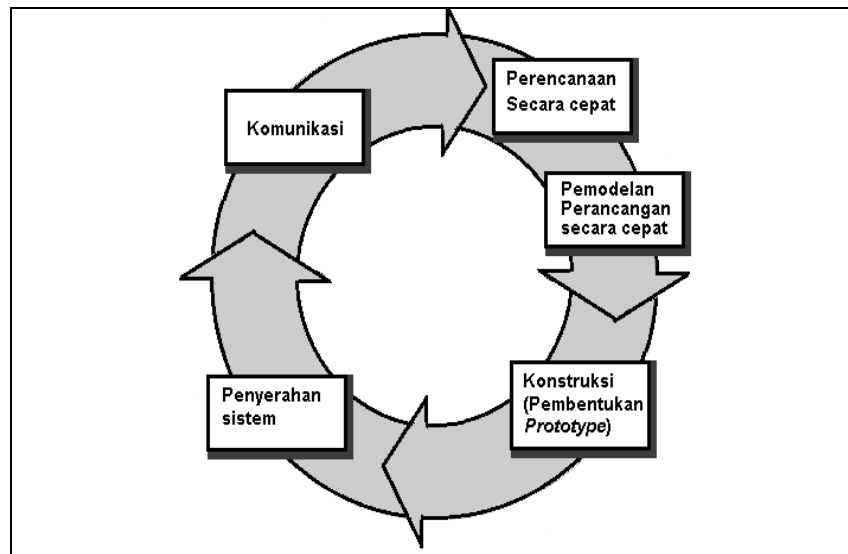 Komunikasi
Perencanaan
Secara cepat
Pemodelan
Perancangan
secara cepat
Konstruksi
(Pembentukan
Prototype)
Penyerahan
sistem